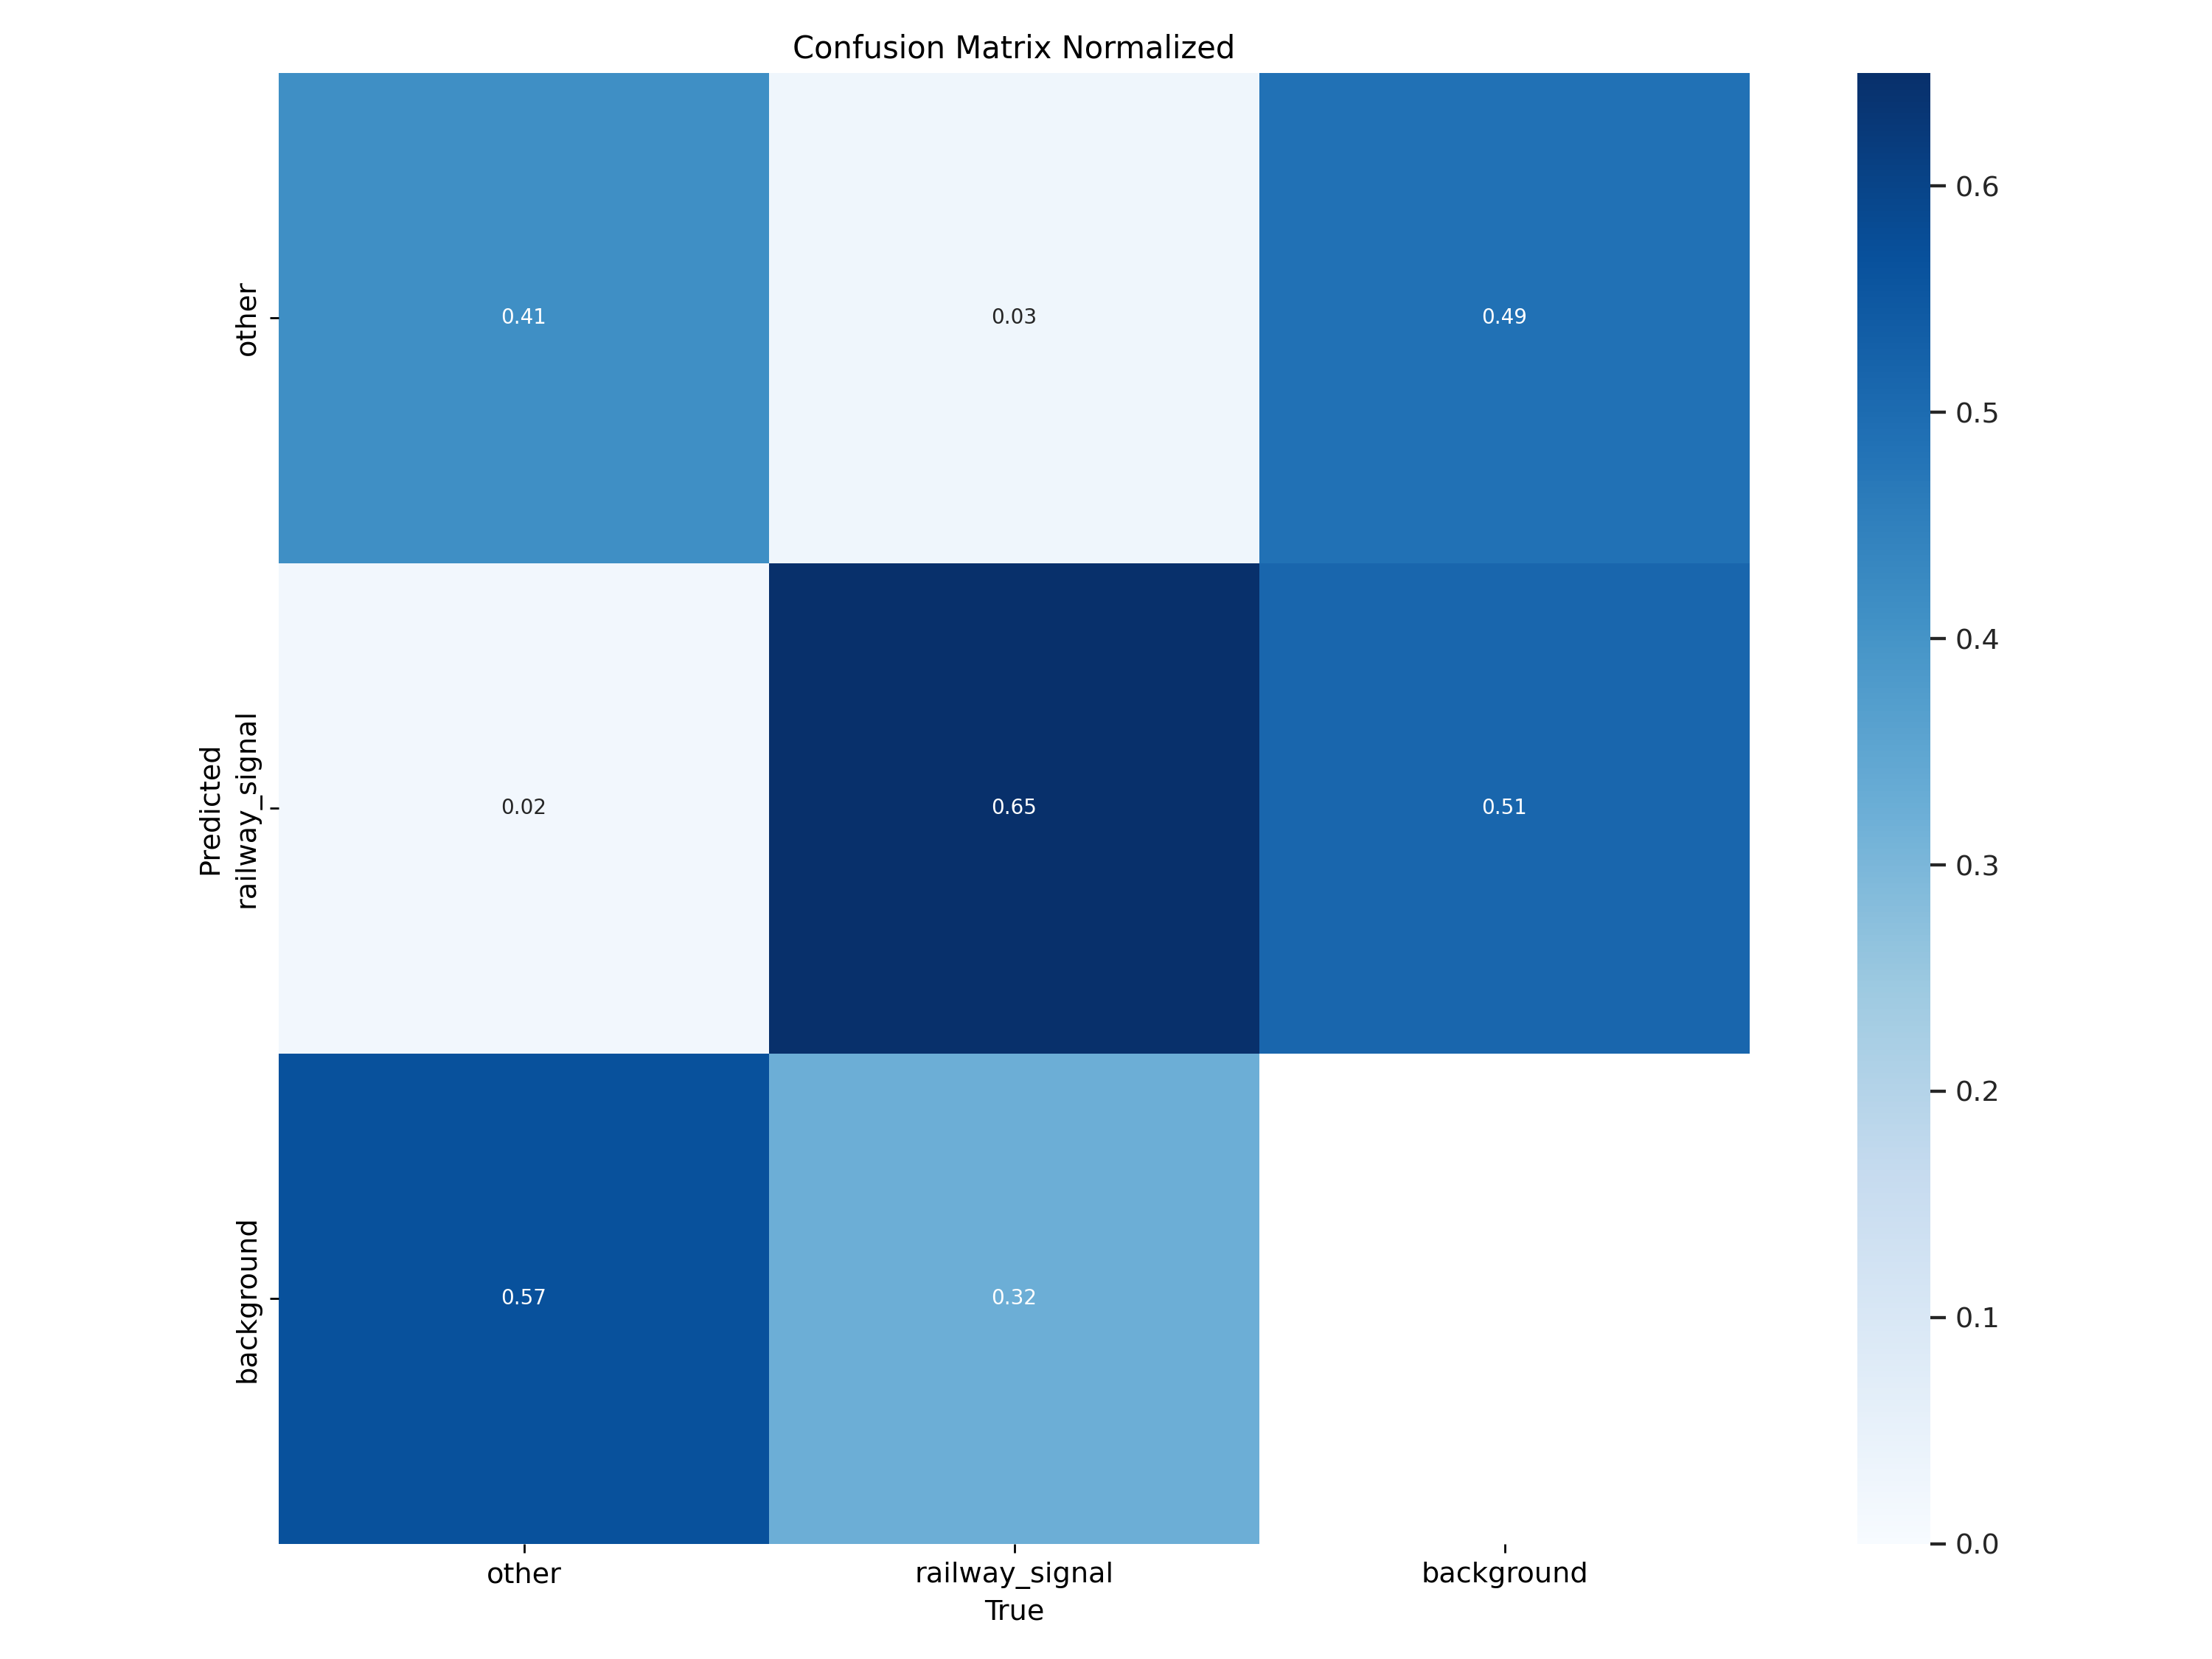 Confusion Matrix Normalized
other
0.41
0.03
0.49
Predicted
railway_signal
0.02
0.65
0.51
background
0.57
0.32
other
railway_signal
background
True
0.6
0.5
0.4
0.3
0.2
0.1
0.0